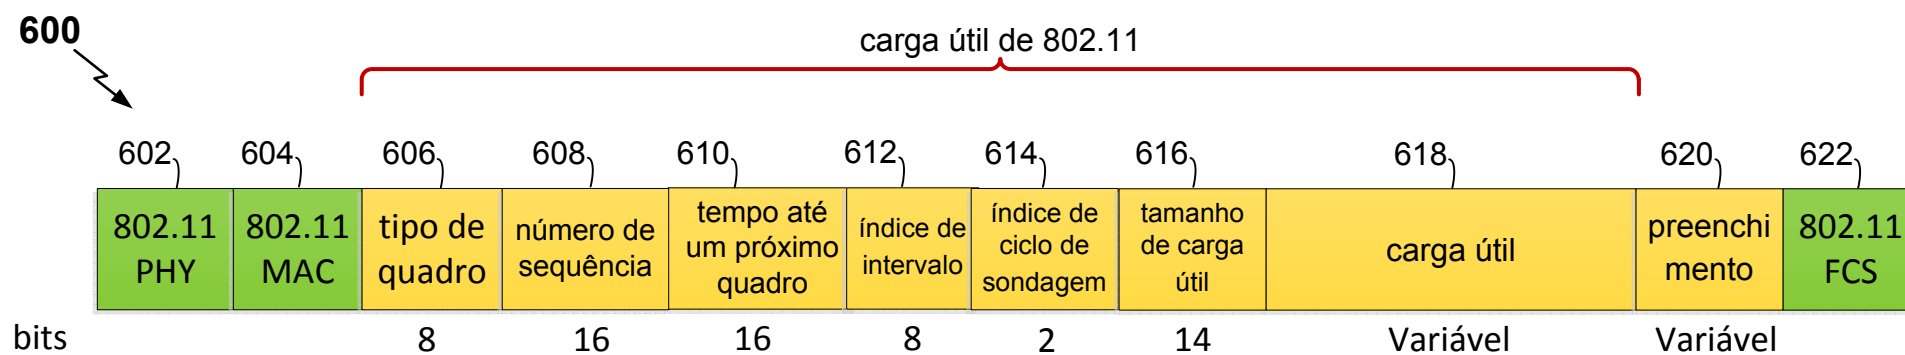 600
carga útil de 802.11
602 604 606 608 610 612 614 616 618 620 622
802.11
PHY
802.11
MAC
tipo de
quadro
número de
sequência
tempo até
um próximo
quadro
índice de
intervalo
índice de
ciclo de
sondagem
tamanho
de carga
útil
carga útil
preenchi
mento
802.11
FCS
bits 8 16 16 8 2 14 Variável Variável